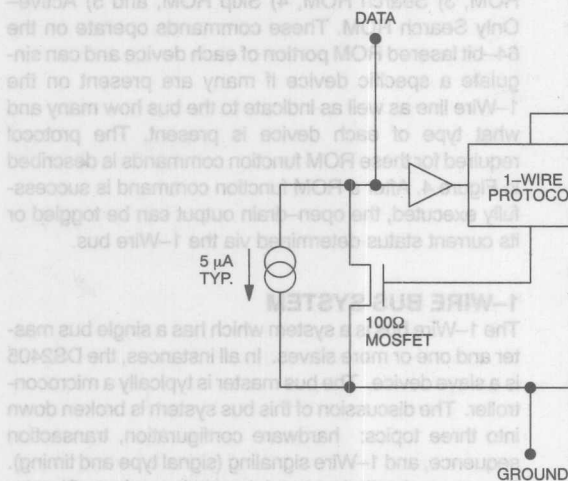 ROM, 3) Search ROM, 4) Skip ROM, and 5) Active–
Only Search ROM. These commands operate on the
64–bit lasered ROM portion of each device and can sin-
gulate a specific device if many are present on the
1–Wire line as well as indicate to the bus how many and
what type of each device is present. The protocol
required for these ROM function commands is described
in Figure 4. After a ROM function command is success-
fully executed, the open–drain output can be toggled or
its current status determined via the 1–Wire bus.
1–WIRE BUS SYSTEM
The 1–Wire bus is a system which has a single bus mas-
ter and one or more slaves. In all instances, the DS2405
is a slave device. The bus master is typically a microcon-
troller. The discussion of this bus system is broken down
into three topics: hardware configuration, transaction
sequence, and 1–Wire signaling (signal type and timing).
DATA
1–WIRE
PROTOCO
5 µA
TYP.
100Ω
MOSFET
GROUND